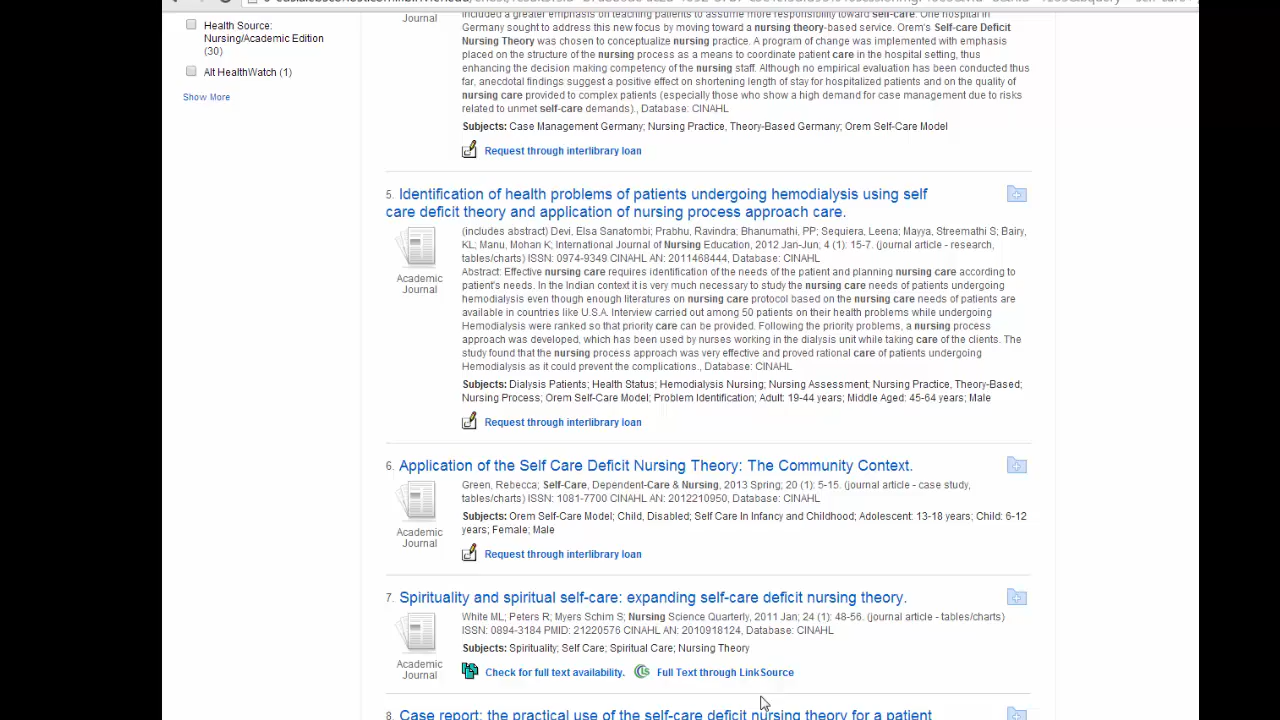 Health Source:
Nursing/Academic Edition
(30)
Alt HealthWatch (1)
Show More
Journal
included a greater emphasis on teaching patients to assume more responsibility toward self-care. One hospital in
Germany sought to address this new focus by moving toward a nursing theory-based service. Orem's Self-care Deficit
Nursing Theory was chosen to conceptualize nursing practice. A program of change was implemented with emphasis
placed on the structure of the nursing process as a means to coordinate patient care in the hospital setting, thus
enhancing the decision making competency of the nursing staff. Although no empirical evaluation has been conducted thus
far, anecdotal findings suggest a positive effect on shortening length of stay for hospitalized patients and on the quality of
nursing care provided to complex patients (especially those who show a high demand for case management due to risks
related to unmet self-care demands)., Database: CINAHL
Subjects: Case Management Germany; Nursing Practice, Theory-Based Germany; Orem Self-Care Model
Request through interlibrary loan
5. Identification of health problems of patients undergoing hemodialysis using self
care deficit theory and application of nursing process approach care.
Academic
Journal
(includes abstract) Devi, Elsa Sanatombi; Prabhu, Ravindra; Bhanumathi, PP; Sequiera, Leena; Mayya, Streemathi S; Bairy,
KL; Manu, Mohan K; International Journal of Nursing Education, 2012 Jan-Jun; 4 (1): 15-7. (journal article - research,
tables/charts) ISSN: 0974-9349 CINAHL AN: 2011468444, Database: CINAHL
Abstract: Effective nursing care requires identification of the needs of the patient and planning nursing care according to
patient's needs. In the Indian context it is very much necessary to study the nursing care needs of patients undergoing
hemodialysis even though enough literatures on nursing care protocol based on the nursing care needs of patients are
available in countries like U.S.A. Interview carried out among 50 patients on their health problems while undergoing
Hemodialysis were ranked so that priority care can be provided. Following the priority problems, a nursing process
approach was developed, which has been used by nurses working in the dialysis unit while taking care of the clients. The
study found that the nursing process approach was very effective and proved rational care of patients undergoing
Hemodialysis as it could prevent the complications., Database: CINAHL
Subjects: Dialysis Patients; Health Status; Hemodialysis Nursing; Nursing Assessment; Nursing Practice, Theory-Based;
Nursing Process; Orem Self-Care Model; Problem Identification; Adult: 19-44 years; Middle Aged: 45-64 years; Male
Request through interlibrary loan
6. Application of the Self Care Deficit Nursing Theory: The Community Context.
Academic
Journal
Green, Rebecca; Self-Care, Dependent-Care & Nursing, 2013 Spring; 20 (1): 5-15. (journal article - case study,
tables/charts) ISSN: 1081-7700 CINAHL AN: 2012210950, Database: CINAHL
Subjects: Orem Self-Care Model; Child, Disabled; Self Care In Infancy and Childhood; Adolescent: 13-18 years; Child: 6-12
years; Female; Male
Request through interlibrary loan
7. Spirituality and spiritual self-care: expanding self-care deficit nursing theory.
Academic
Journal
White ML; Peters R; Myers Schim S; Nursing Science Quarterly, 2011 Jan; 24 (1): 48-56. (journal article - tables/charts)
ISSN: 0894-3184 PMID: 21220576 CINAHL AN: 2010918124, Database: CINAHL
Subjects: Spirituality; Self Care; Spiritual Care; Nursing Theory
Check for full text availability. Full Text through LinkSource
8. Case report: the practical use of the self-care deficit nursing theory for a patient